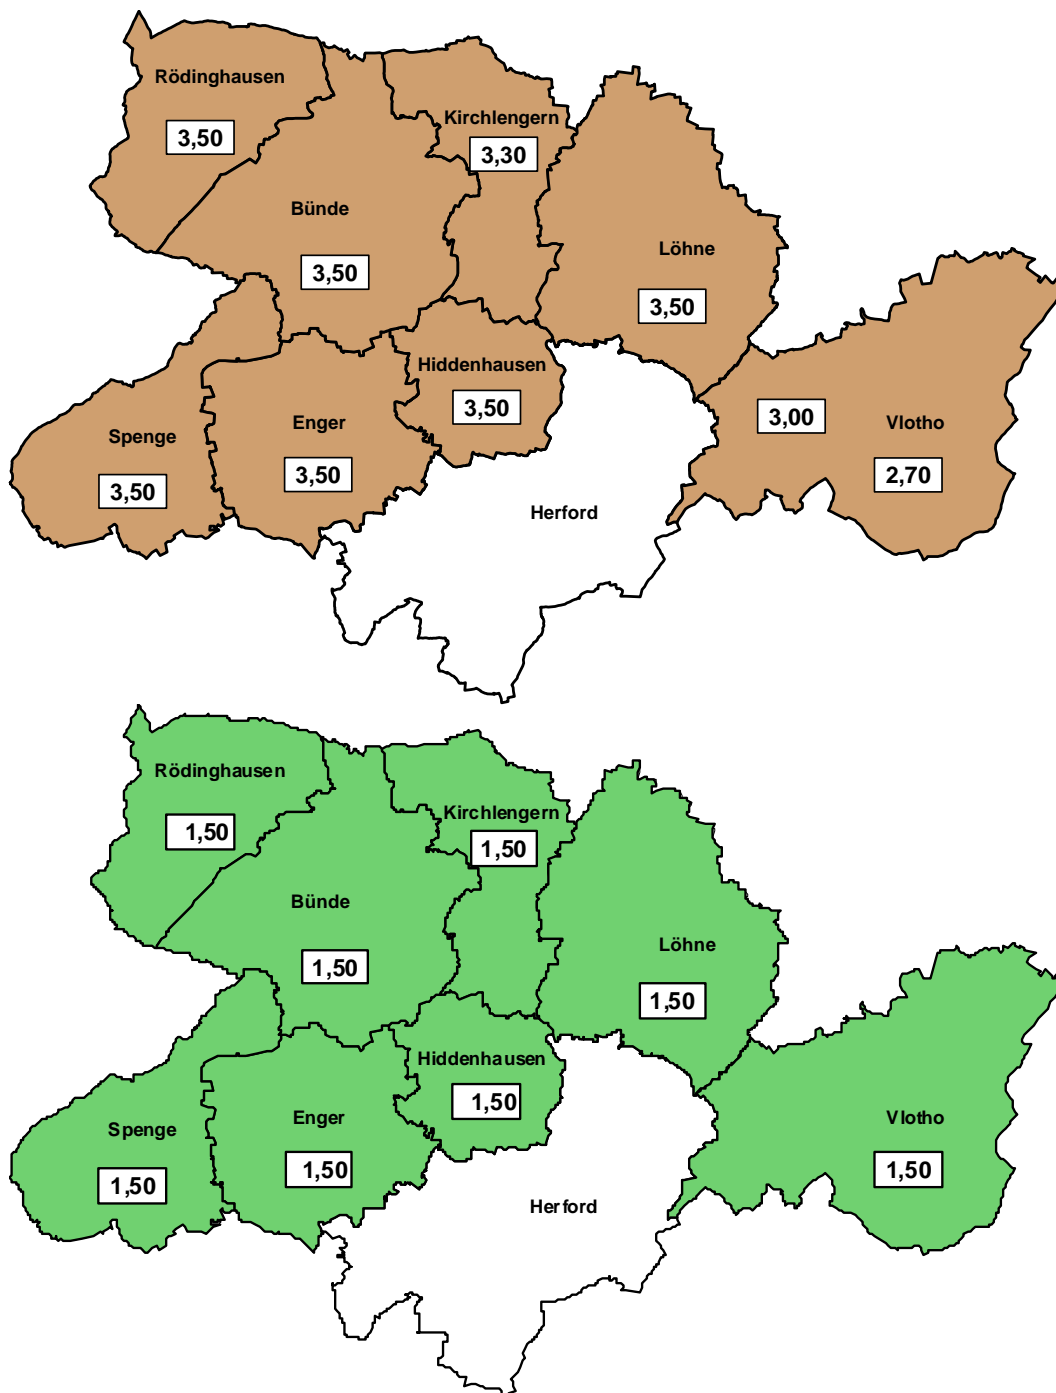 Rödinghausen
3,50
Kirchlengern
3,30
Bünde
3,50
Löhne
3,50
Hiddenhausen
3,50
Spenge
3,50
Enger
3,50
3,00
Vlotho
2,70
Herford
Rödinghausen
1,50
Kirchlengern
1,50
Bünde
1,50
Löhne
1,50
Hiddenhausen
1,50
Spenge
1,50
Enger
1,50
Vlotho
1,50
Herford